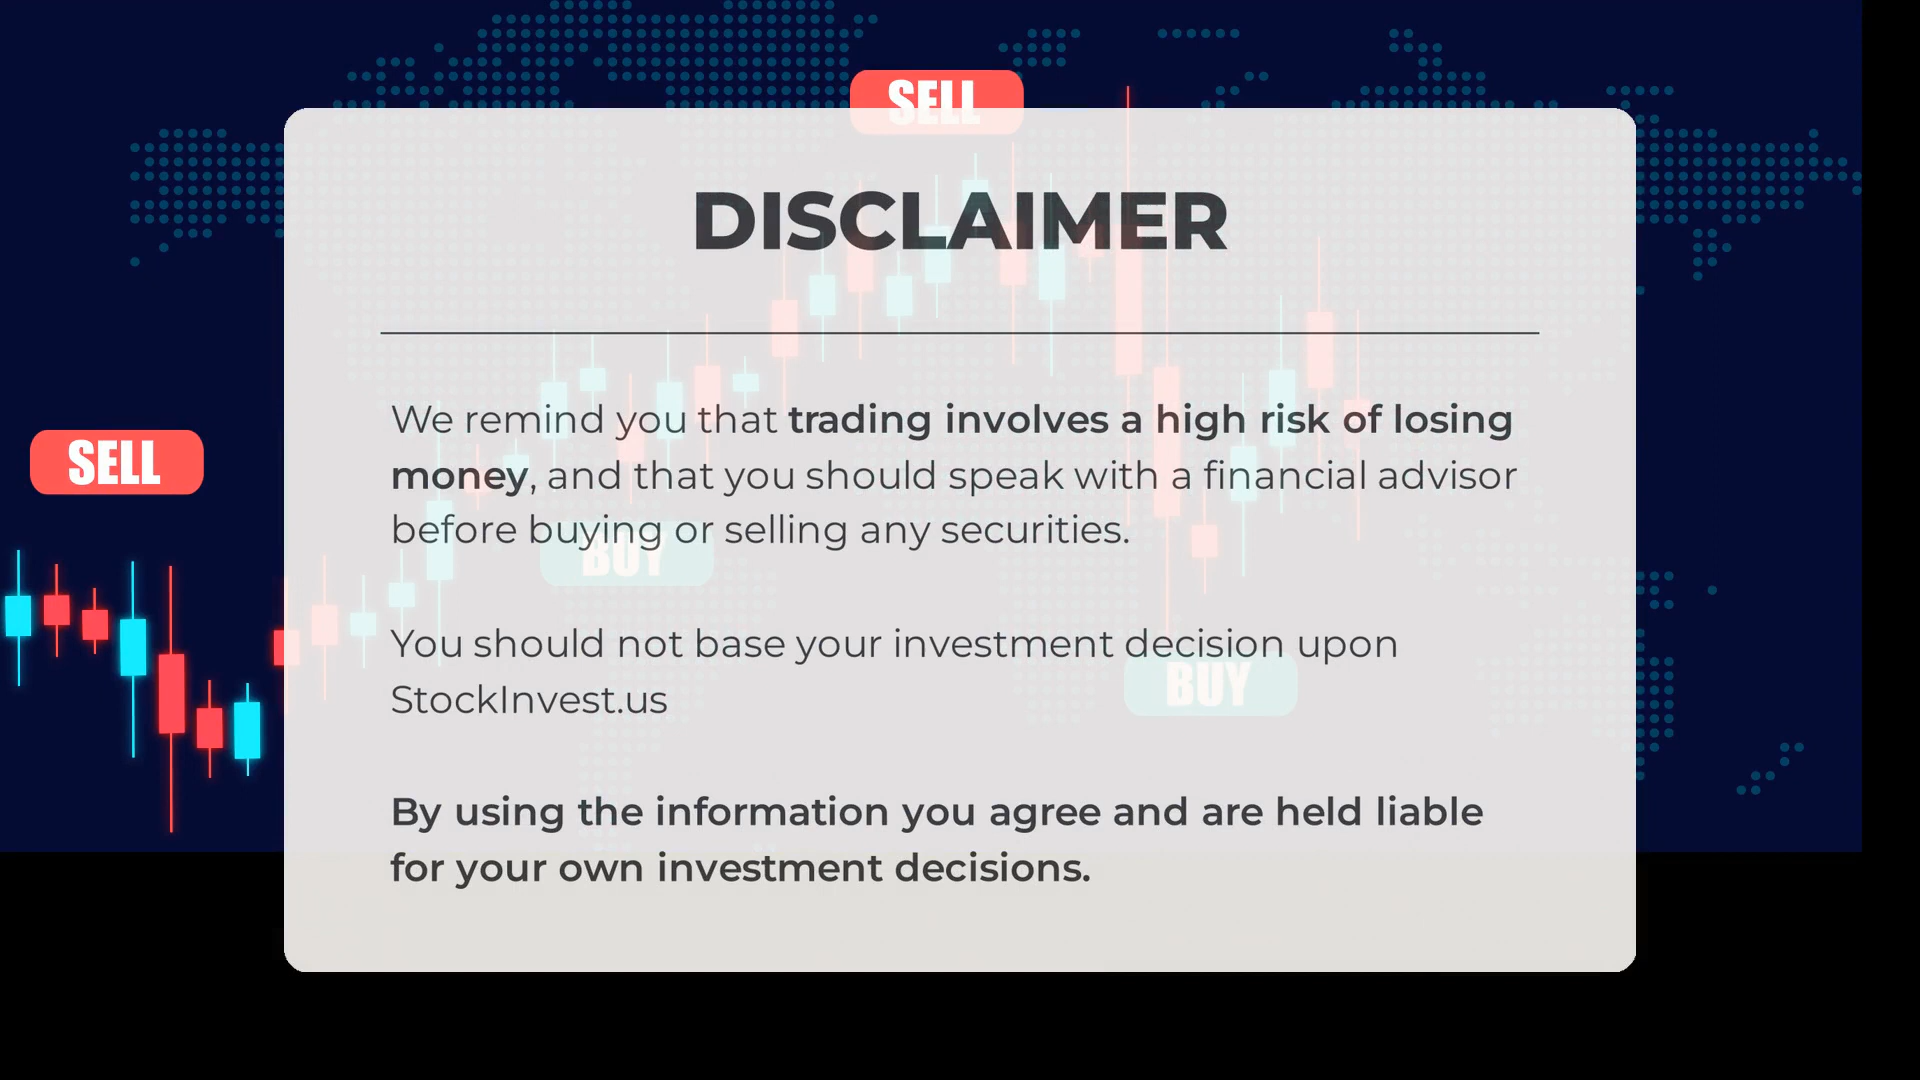 SELL
DISCLAIMER
We remind you that trading involves a high risk of losing
money, and that you should speak with a financial advisor
before buying or selling any securities.
SELL
BUY
You should not base your investment decision upon
StockInvest.us
BUY
By using the information you agree and are held liable
for your own investment decisions.